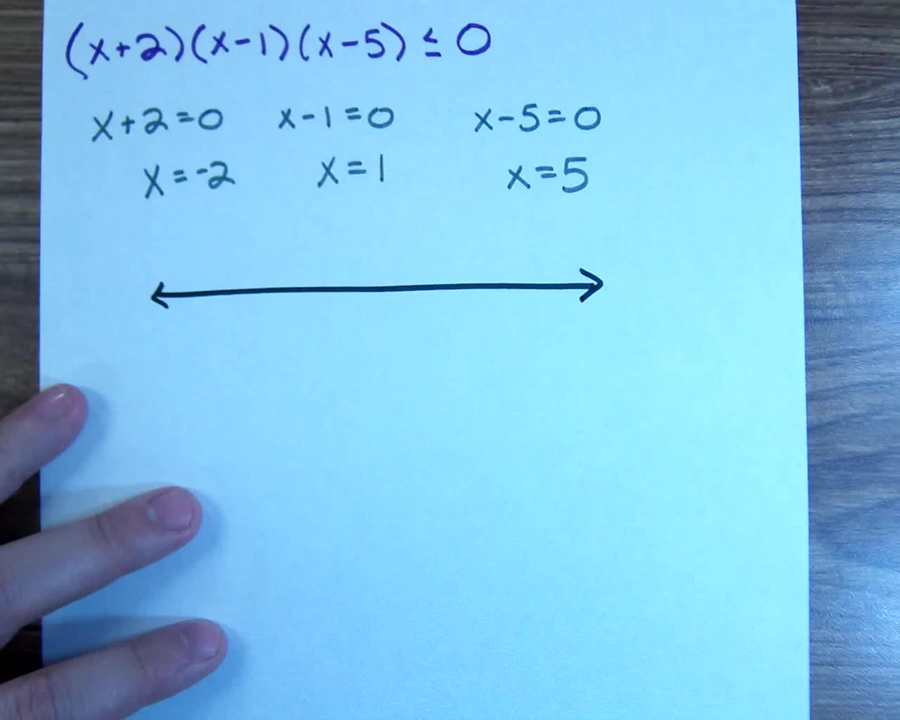 (x+2)(x-1)(x-5) ≤ 0
x+2=0 x-1=0 x-5=0
x=-2 x=1 x=5